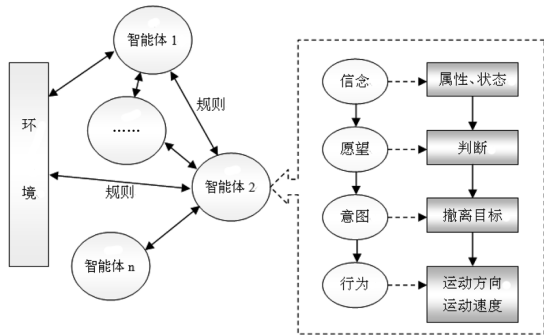 智能体 1
环
境
……
规则
规则
智能体 2
智能体 n
信念
属性、状态
愿望
判断
意图
撤离目标
行为
运动方向
运动速度